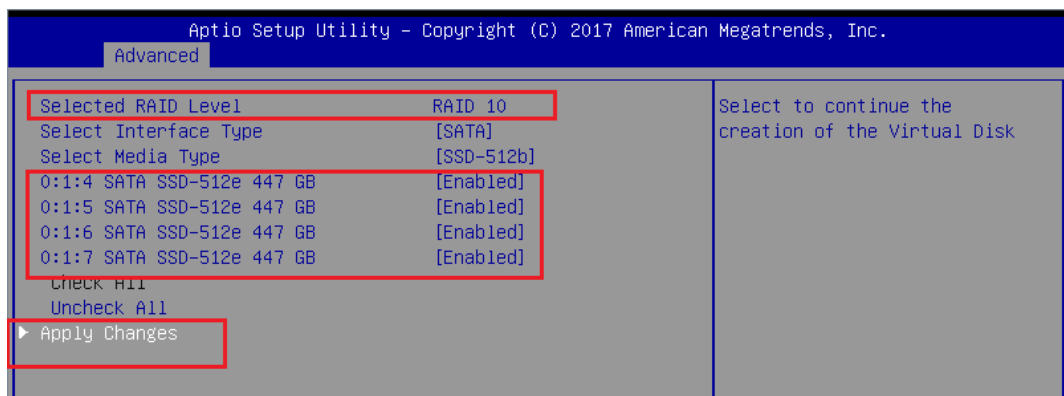 Aptio Setup Utility – Copyright (C) 2017 American Megatrends, Inc.
Advanced
Selected RAID Level RAID 10
Select Interface Type [SATA]
Select Media Type [SSD-512b]
0:1:4 SATA SSD-512e 447 GB [Enabled]
0:1:5 SATA SSD-512e 447 GB [Enabled]
0:1:6 SATA SSD-512e 447 GB [Enabled]
0:1:7 SATA SSD-512e 447 GB [Enabled]
Check All
Uncheck All
Apply Changes
Select to continue the
creation of the Virtual Disk